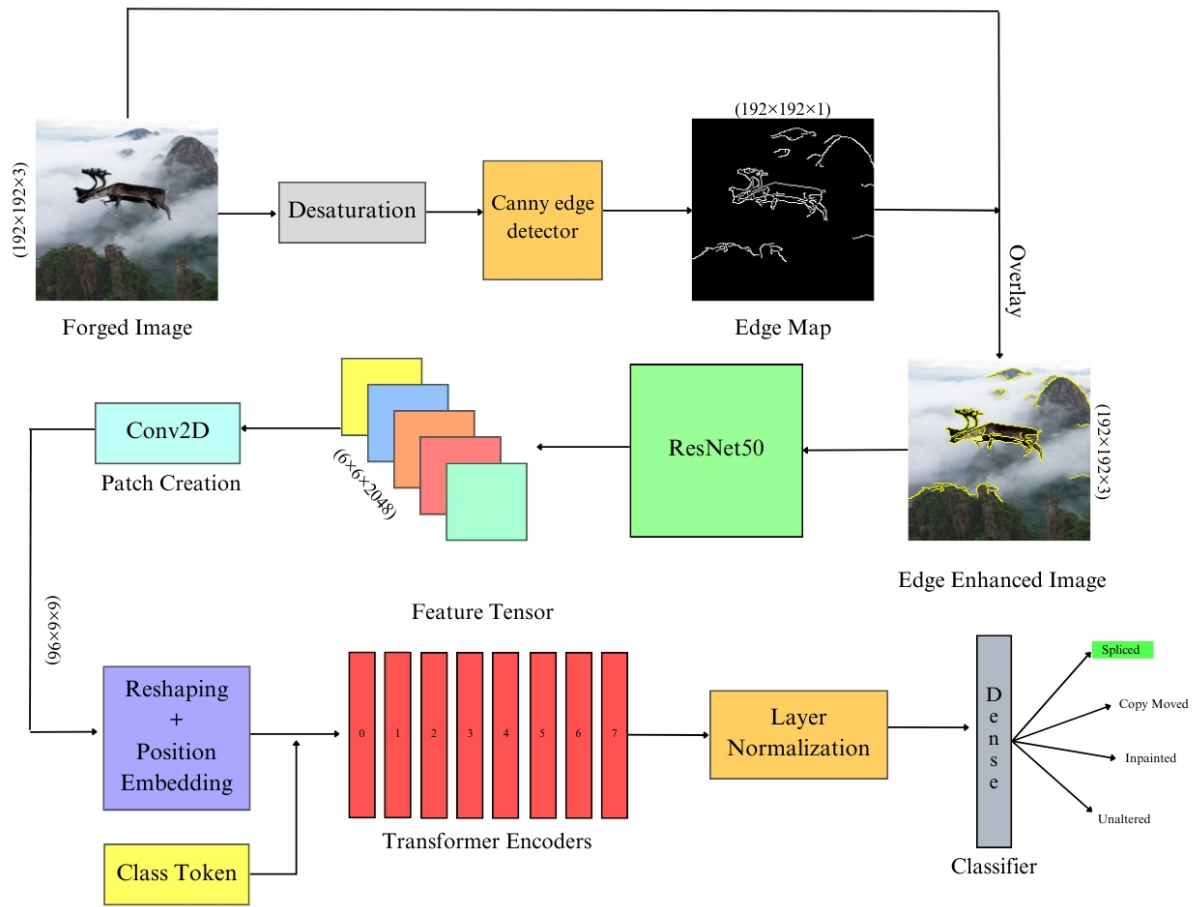 (192×192×1)
(192×192×3)
Desaturation
Canny edge
detector
Forged Image
Edge Map
Overlay
Conv2D
Patch Creation
(6×6×2048)
ResNet50
(192×192×3)
Edge Enhanced Image
Feature Tensor
(96×9×9)
Reshaping
+
Position
Embedding
0
1
2
3
4
5
6
7
Transformer Encoders
Layer
Normalization
Dense
Spliced
Copy Moved
Inpainted
Unaltered
Classifier
Class Token